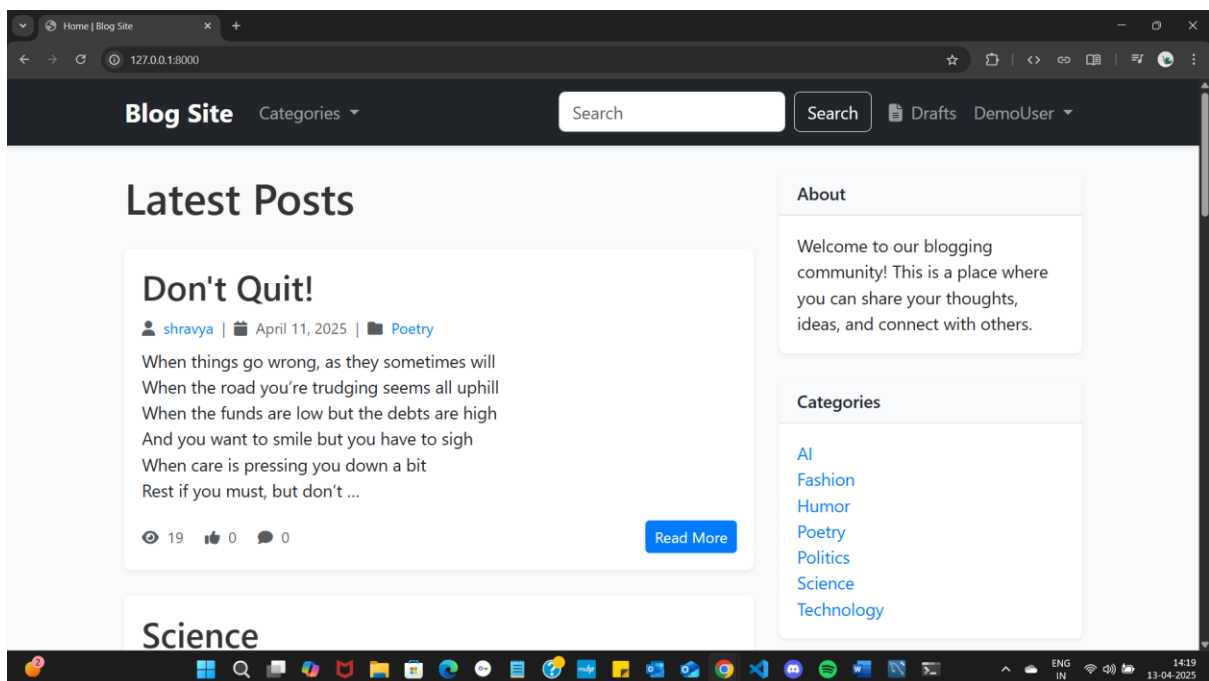 Home | Blog Site
127.0.0.1:8000
Blog Site Categories Search Search Drafts DemoUser
Latest Posts
Don't Quit!
shravya | April 11, 2025 | Poetry
When things go wrong, as they sometimes will
When the road you’re trudging seems all uphill
When the funds are low but the debts are high
And you want to smile but you have to sigh
When care is pressing you down a bit
Rest if you must, but don’t …
19 0 0 Read More
Science
About
Welcome to our blogging
community! This is a place where
you can share your thoughts,
ideas, and connect with others.
Categories
AI
Fashion
Humor
Poetry
Politics
Science
Technology
2
ENG
IN
14:19
13-04-2025